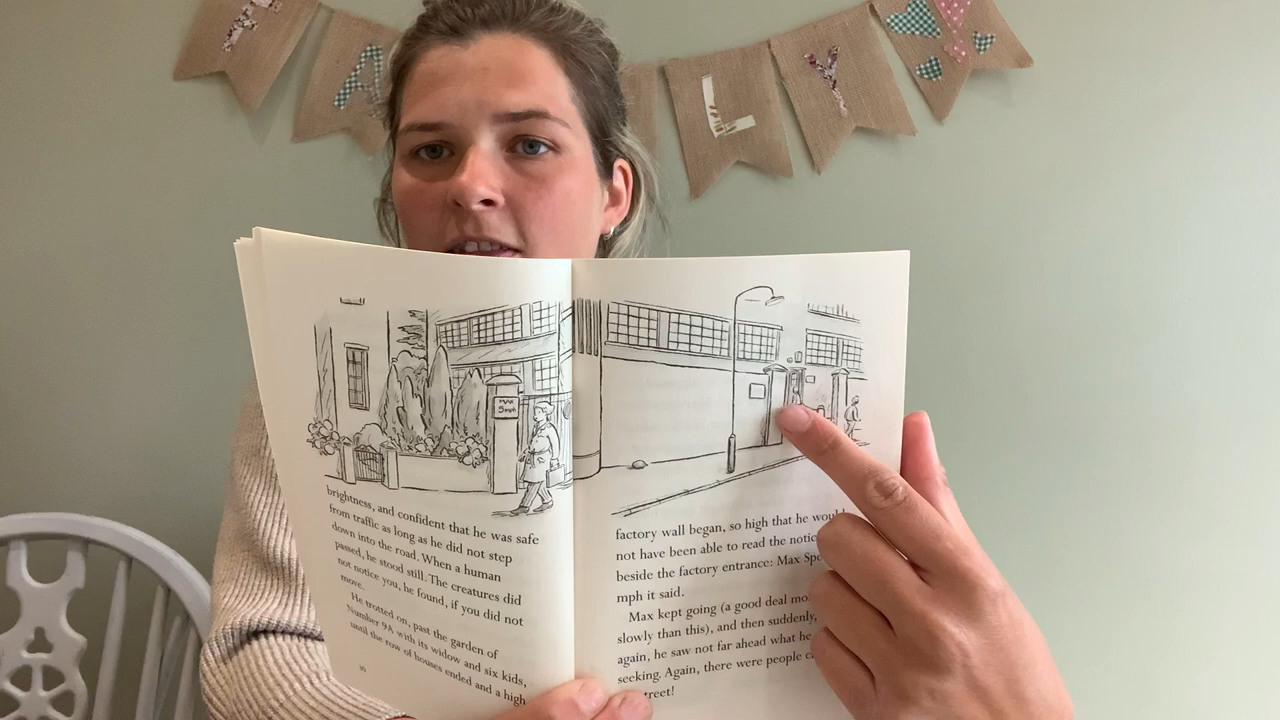 A L Y
MAX
5mph
brightness, and confident that he was safe
from traffic as long as he did not step
down into the road. When a human
passed, he stood still. The creatures did
not notice you, he found, if you did not
move.
He trotted on, past the garden of
Number 9A with its widow and six kids,
until the row of houses ended and a high
factory wall began, so high that he would
not have been able to read the notice
beside the factory entrance: Max
mph it said.
Max kept going (a good deal
slowly than this), and then suddenly,
again, he saw not far ahead what he
seeking. Again, there were people